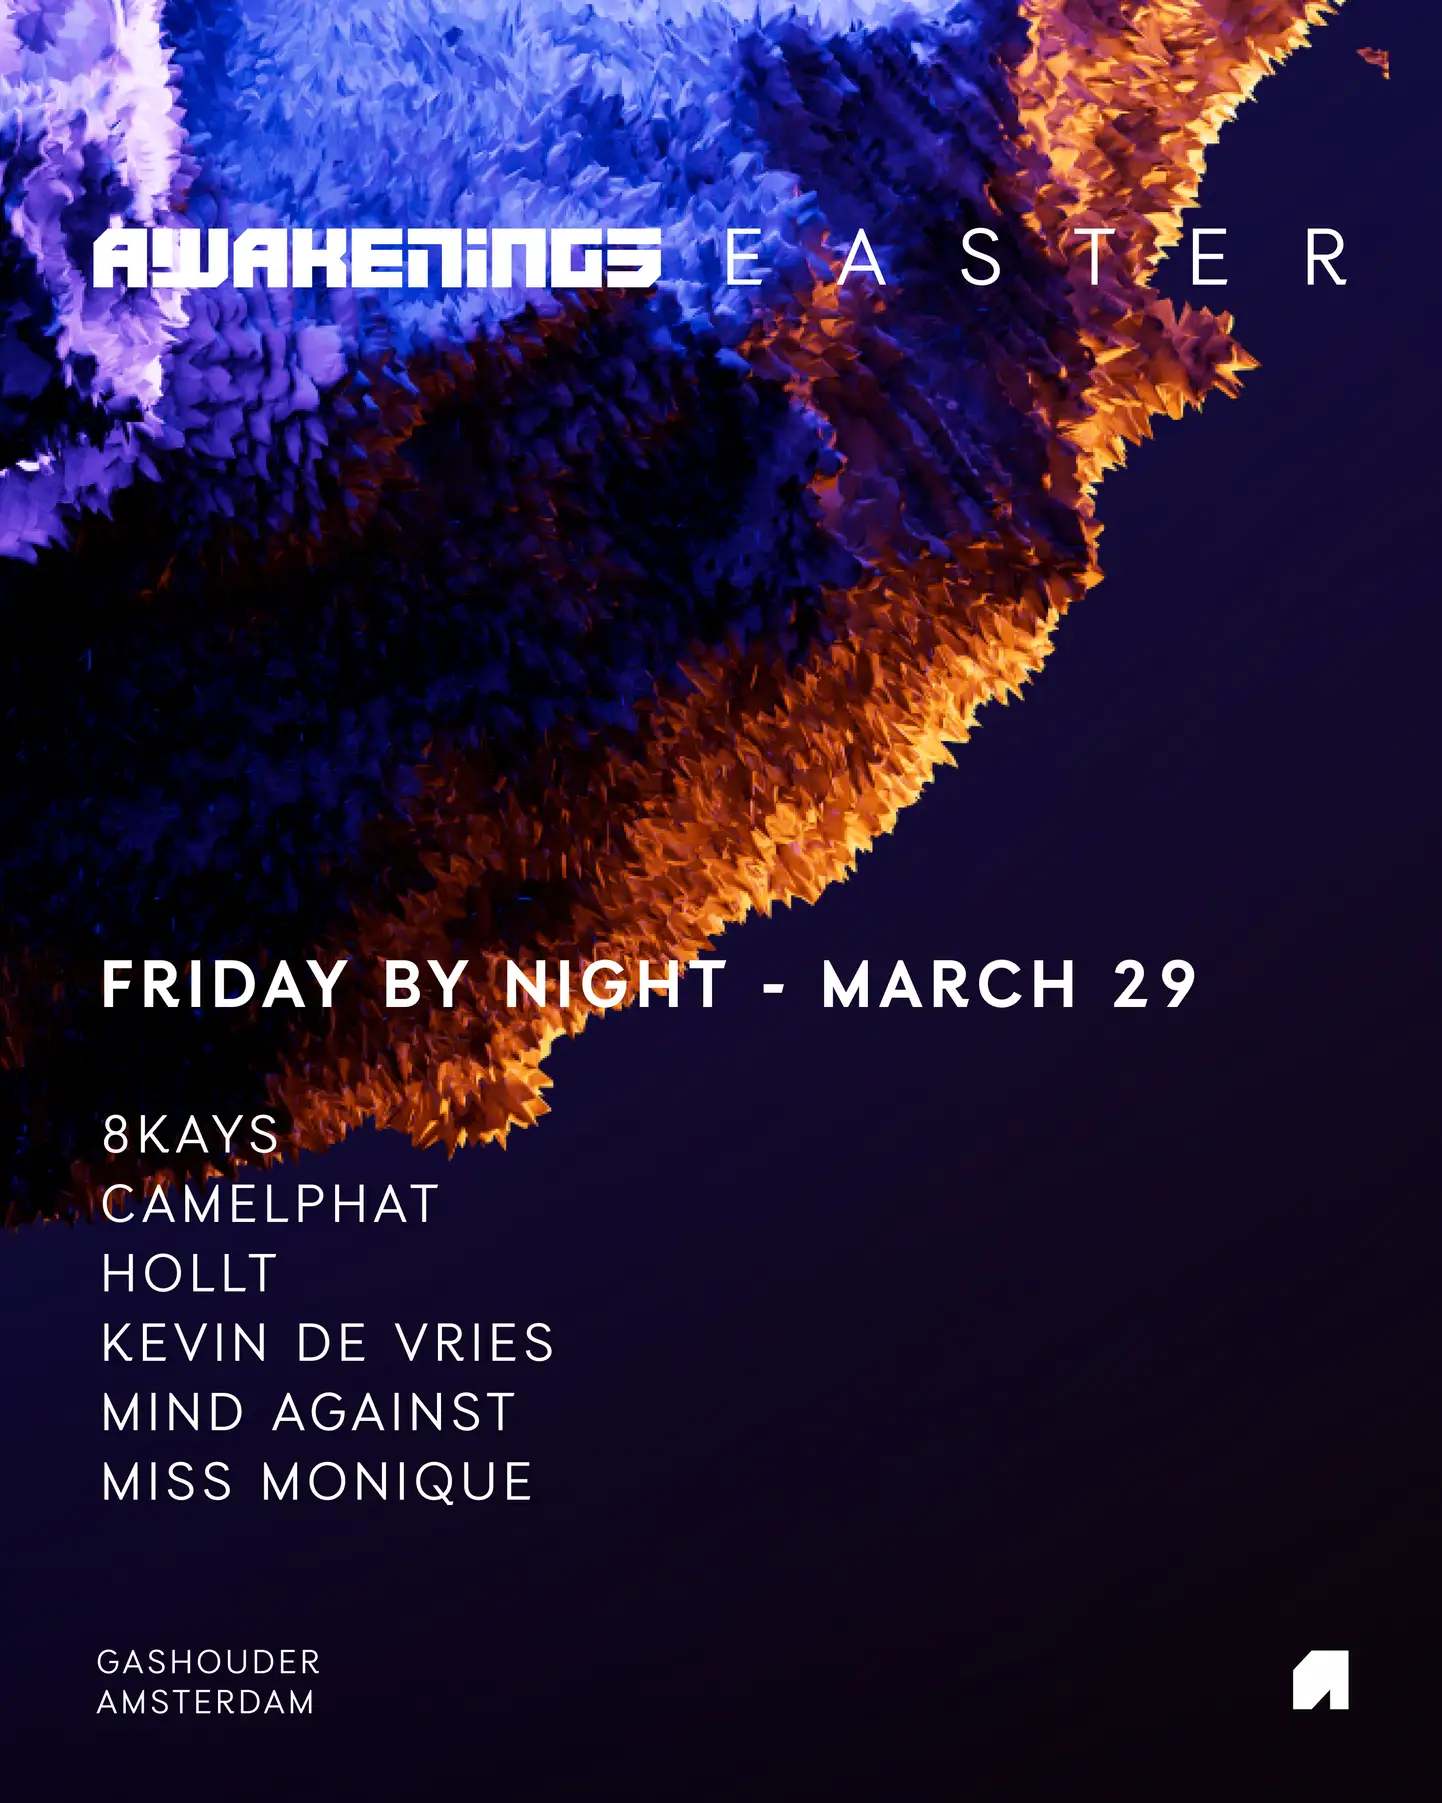 AWAKENINGS EASTER
FRIDAY BY NIGHT - MARCH 29
8KAYS
CAMELPHAT
HOLLT
KEVIN DE VRIES
MIND AGAINST
MISS MONIQUE
GASHOUDER
AMSTERDAM